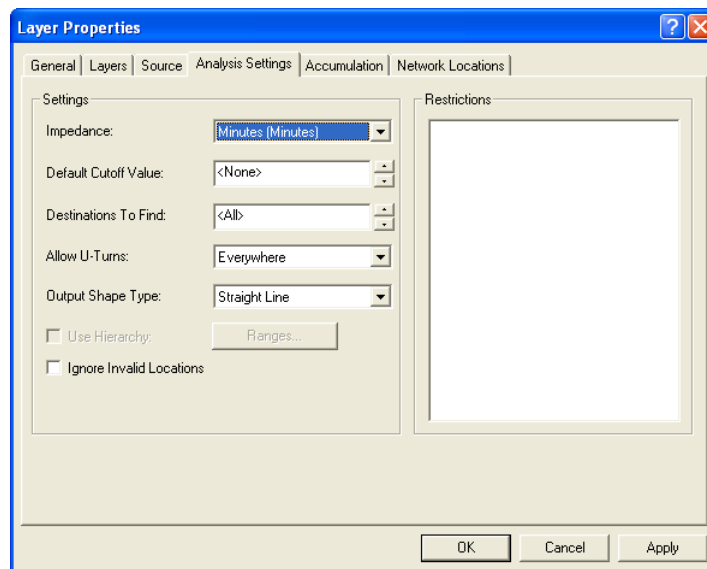 Layer Properties
General Layers Source Analysis Settings Accumulation Network Locations
Settings
Impedance: Minutes (Minutes)
Default Cutoff Value: <None>
Destinations To Find: <All>
Allow U-Turns: Everywhere
Output Shape Type: Straight Line
Use Hierarchy: Ranges...
Ignore Invalid Locations
Restrictions
OK Cancel Apply